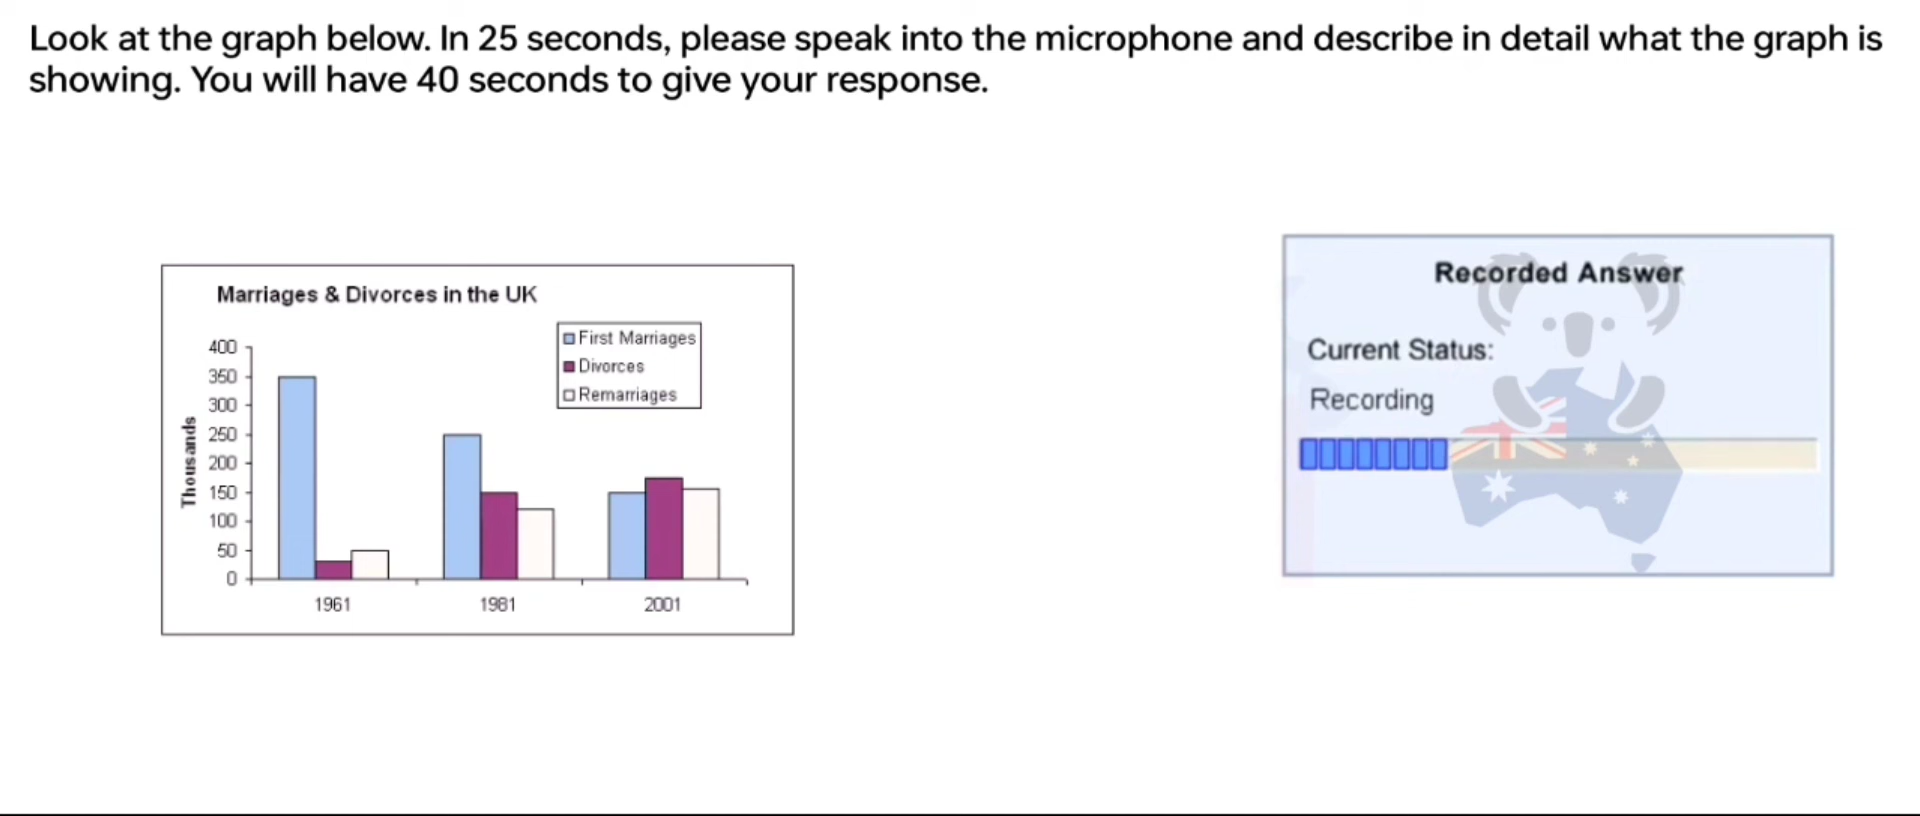 Look at the graph below. In 25 seconds, please speak into the microphone and describe in detail what the graph is
showing. You will have 40 seconds to give your response.
Marriages & Divorces in the UK
First Marriages
Divorces
Remarriages
Thousands
400
350
300
250
200
150
100
50
0
1961 1981 2001
Recorded Answer
Current Status:
Recording